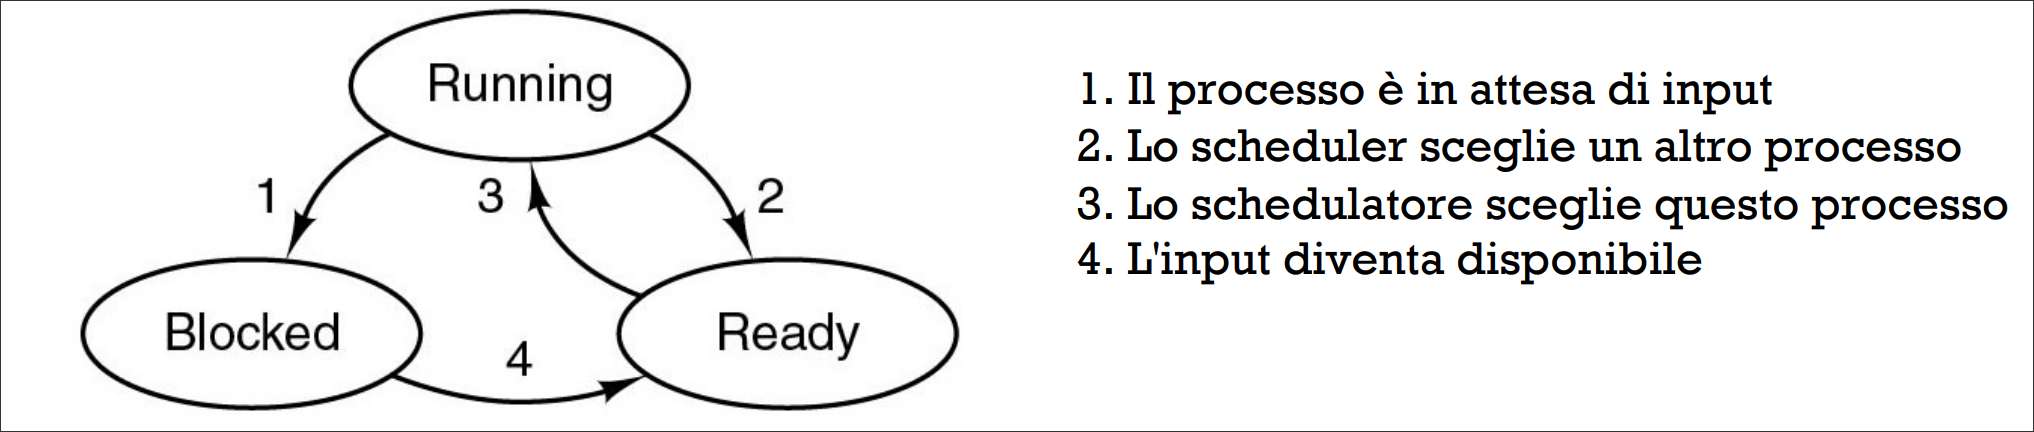 Running
1
3
2
Blocked
4
Ready
1. Il processo è in attesa di input
2. Lo scheduler sceglie un altro processo
3. Lo schedulatore sceglie questo processo
4. L'input diventa disponibile